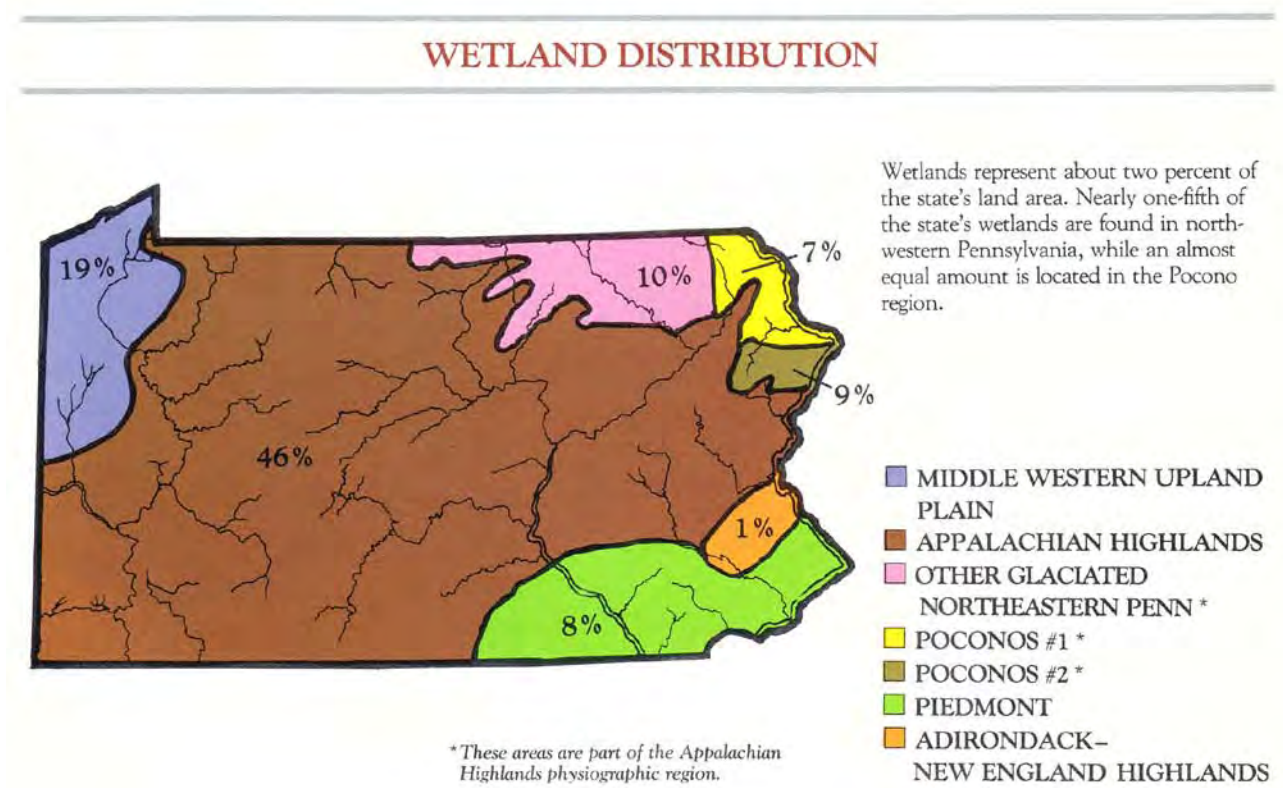 WETLAND DISTRIBUTION
Wetlands represent about two percent of
the state's land area. Nearly one-fifth of
the state's wetlands are found in north-
western Pennsylvania, while an almost
equal amount is located in the Pocono
region.
19%
10%
7%
9%
46%
1%
8%
MIDDLE WESTERN UPLAND
PLAIN
APPALACHIAN HIGHLANDS
OTHER GLACIATED
NORTHEASTERN PENN *
POCONOS #1 *
POCONOS #2 *
PIEDMONT
ADIRONDACK–
NEW ENGLAND HIGHLANDS
* These areas are part of the Appalachian
Highlands physiographic region.